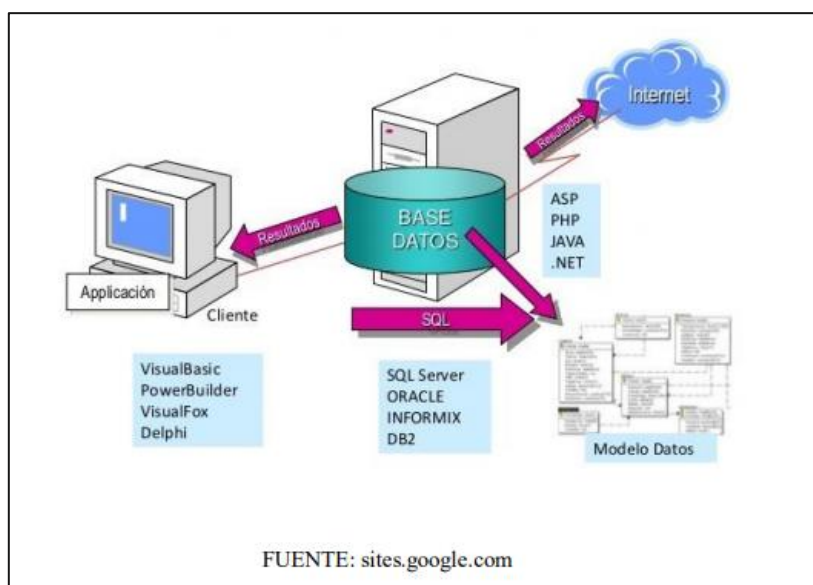 Internet
Resultados
BASE
DATOS
Resultados
ASP
PHP
JAVA
.NET
Applicación
Cliente
SQL
VisualBasic
PowerBuilder
VisualFox
Delphi
SQL Server
ORACLE
INFORMIX
DB2
Modelo Datos
FUENTE: sites.google.com